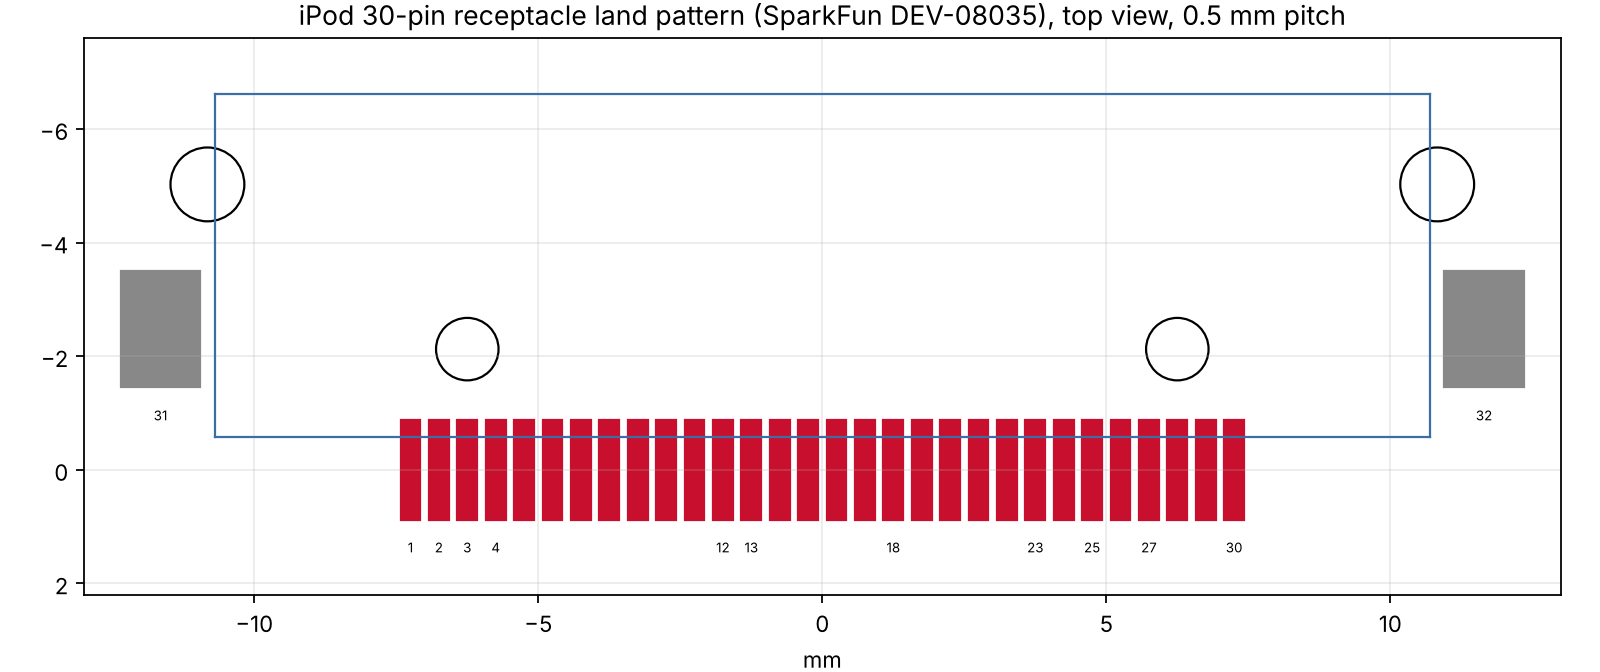 iPod 30-pin receptacle land pattern (SparkFun DEV-08035), top view, 0.5 mm pitch
−6
−4
−2
0
2
31
32
1 2 3 4 12 13 18 23 25 27 30
−10 −5 0 5 10
mm